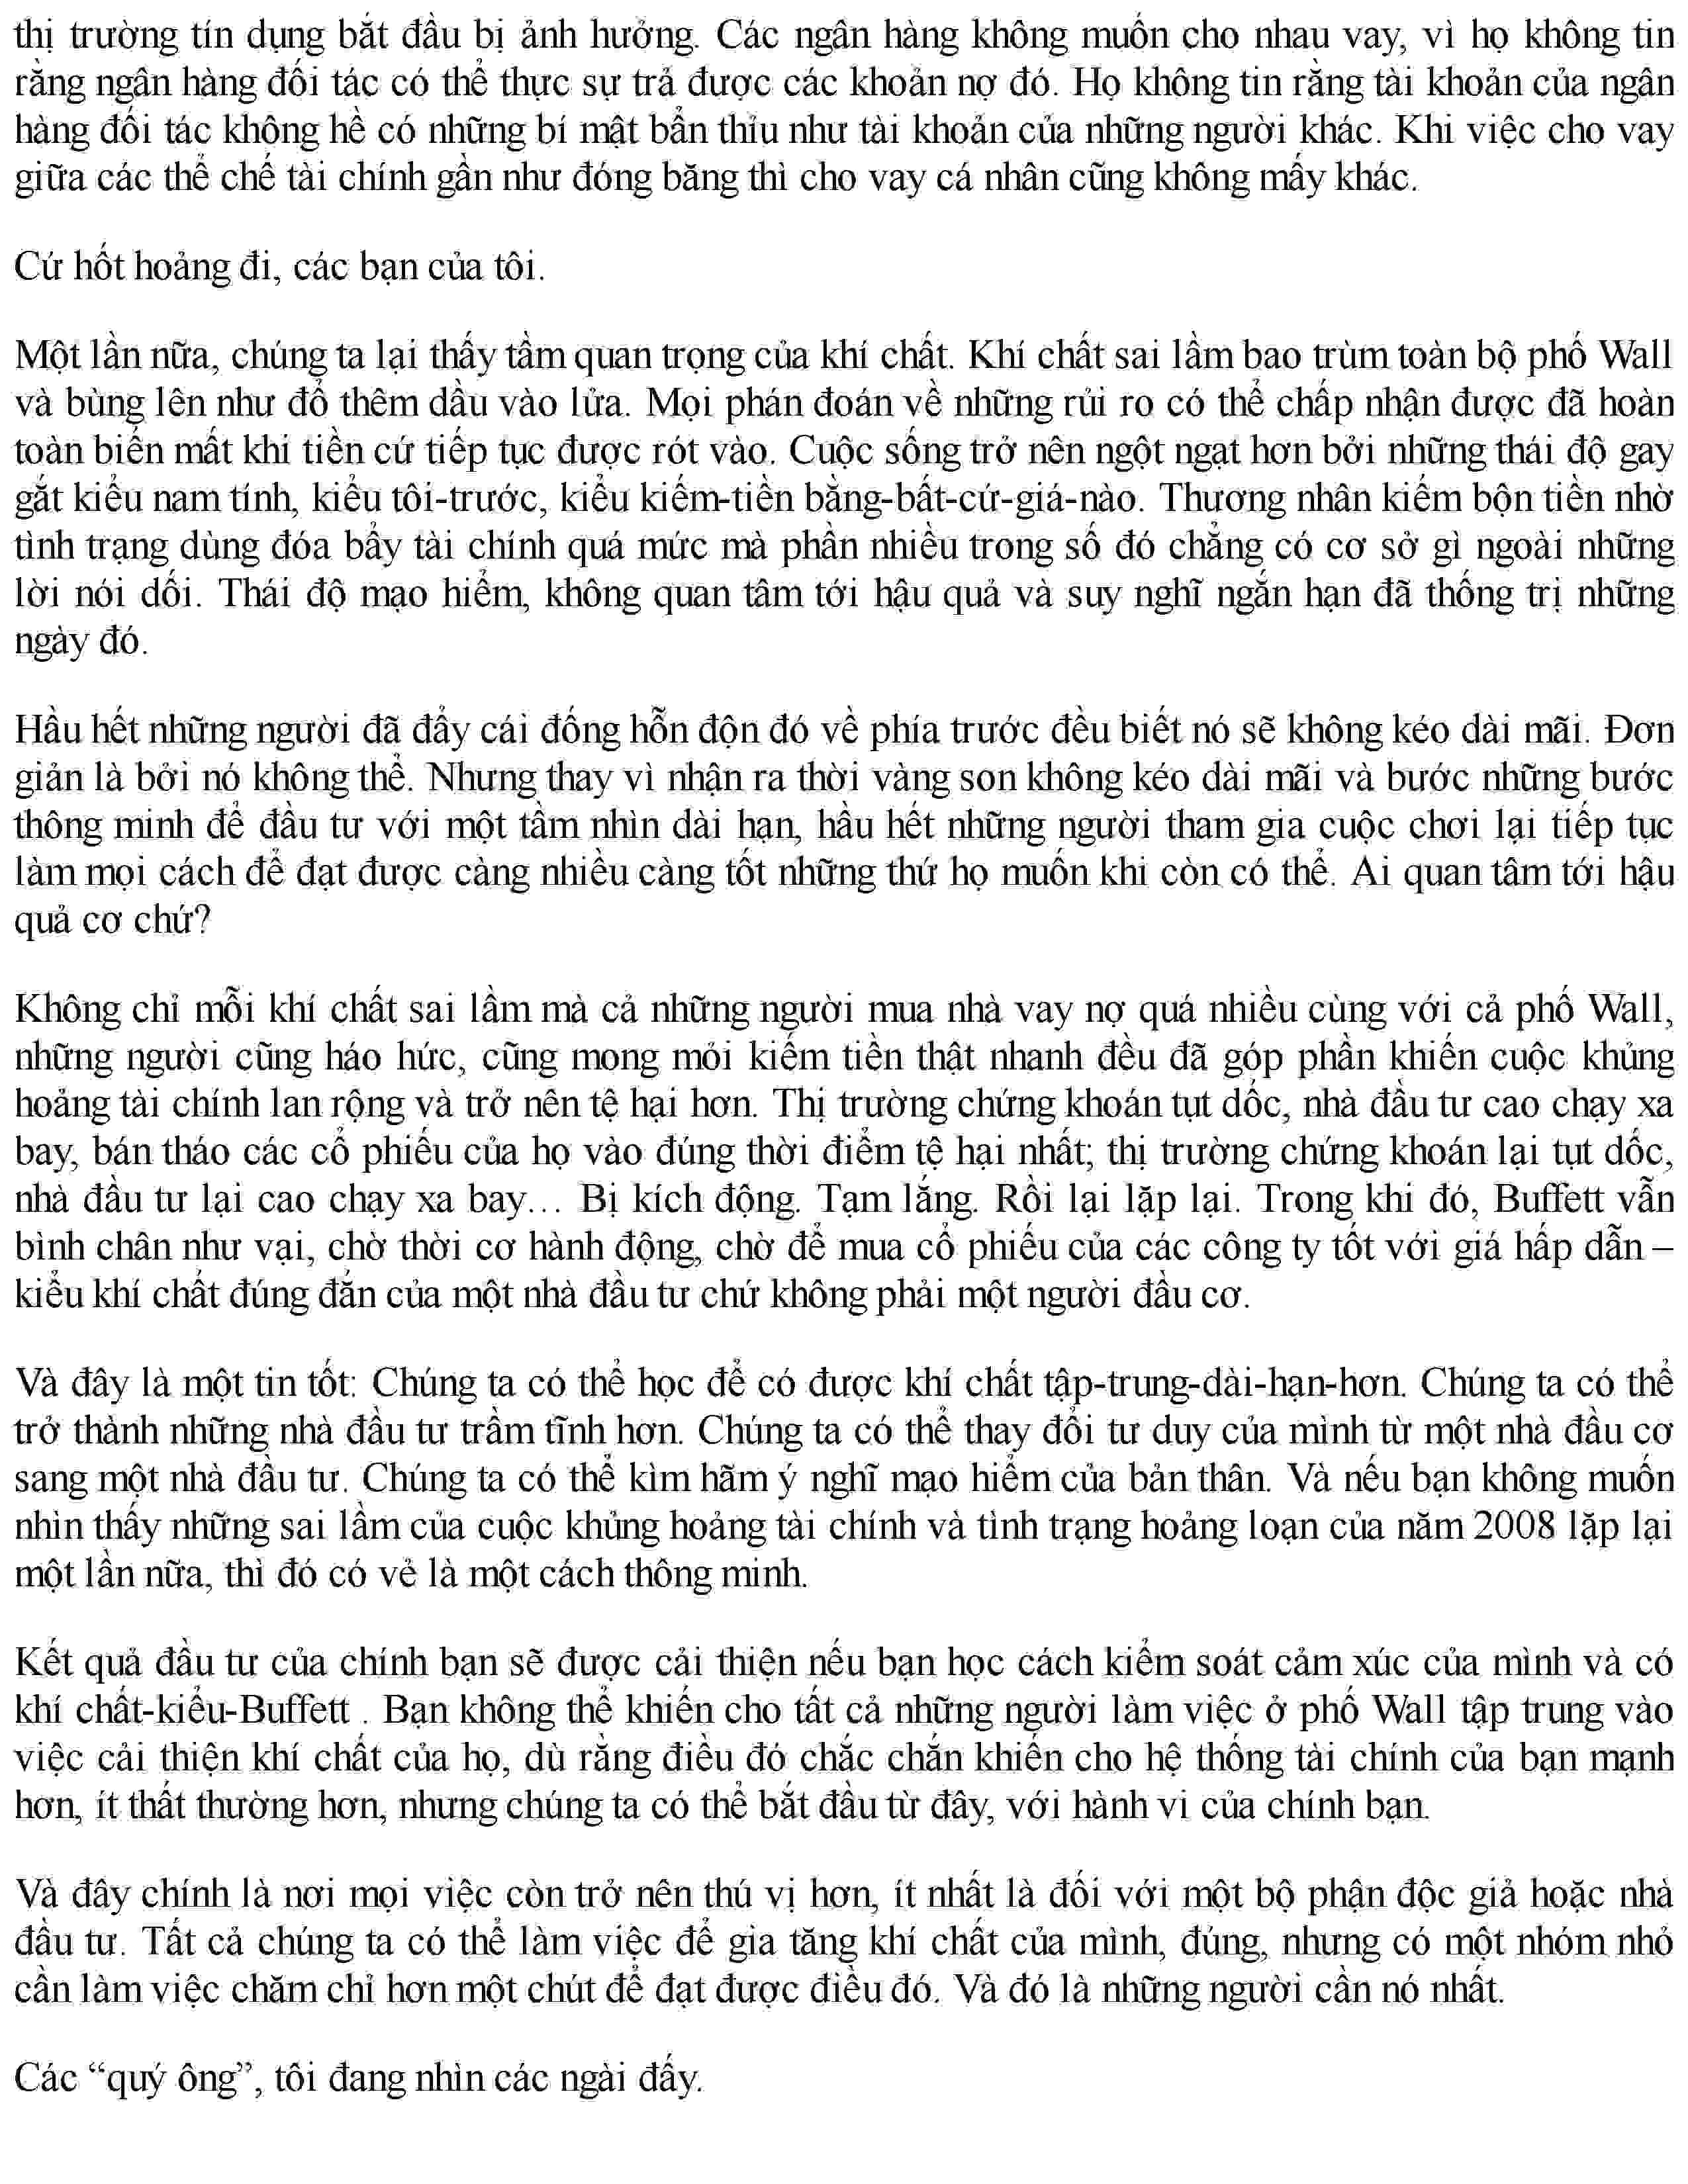 thị trường tín dụng bắt đầu bị ảnh hưởng. Các ngân hàng không muốn cho nhau vay, vì họ không tin
rằng ngân hàng đối tác có thể thực sự trả được các khoản nợ đó. Họ không tin rằng tài khoản của ngân
hàng đối tác không hề có những bí mật bẩn thỉu như tài khoản của những người khác. Khi việc cho vay
giữa các thể chế tài chính gần như đóng băng thì cho vay cá nhân cũng không mấy khác.
Cứ hốt hoảng đi, các bạn của tôi.
Một lần nữa, chúng ta lại thấy tầm quan trọng của khí chất. Khí chất sai lầm bao trùm toàn bộ phố Wall
và bùng lên như đổ thêm dầu vào lửa. Mọi phán đoán về những rủi ro có thể chấp nhận được đã hoàn
toàn biến mất khi tiền cứ tiếp tục được rót vào. Cuộc sống trở nên ngột ngạt hơn bởi những thái độ gay
gắt kiểu nam tính, kiểu tôi-trước, kiểu kiếm-tiền bằng-bất-cứ-giá-nào. Thương nhân kiếm bộn tiền nhờ
tình trạng dùng đóa bẩy tài chính quá mức mà phần nhiều trong số đó chẳng có cơ sở gì ngoài những
lời nói dối. Thái độ mạo hiểm, không quan tâm tới hậu quả và suy nghĩ ngắn hạn đã thống trị những
ngày đó.
Hầu hết những người đã đẩy cái đống hỗn độn đó về phía trước đều biết nó sẽ không kéo dài mãi. Đơn
giản là bởi nó không thể. Nhưng thay vì nhận ra thời vàng son không kéo dài mãi và bước những bước
thông minh để đầu tư với một tầm nhìn dài hạn, hầu hết những người tham gia cuộc chơi lại tiếp tục
làm mọi cách để đạt được càng nhiều càng tốt những thứ họ muốn khi còn có thể. Ai quan tâm tới hậu
quả cơ chứ?
Không chỉ mỗi khí chất sai lầm mà cả những người mua nhà vay nợ quá nhiều cùng với cả phố Wall,
những người cũng háo hức, cũng mong mỏi kiếm tiền thật nhanh đều đã góp phần khiến cuộc khủng
hoảng tài chính lan rộng và trở nên tệ hại hơn. Thị trường chứng khoán tụt dốc, nhà đầu tư cao chạy xa
bay, bán tháo các cổ phiếu của họ vào đúng thời điểm tệ hại nhất; thị trường chứng khoán lại tụt dốc,
nhà đầu tư lại cao chạy xa bay… Bị kích động. Tạm lắng. Rồi lại lặp lại. Trong khi đó, Buffett vẫn
bình chân như vại, chờ thời cơ hành động, chờ để mua cổ phiếu của các công ty tốt với giá hấp dẫn –
kiểu khí chất đúng đắn của một nhà đầu tư chứ không phải một người đầu cơ.
Và đây là một tin tốt: Chúng ta có thể học để có được khí chất tập-trung-dài-hạn-hơn. Chúng ta có thể
trở thành những nhà đầu tư trầm tĩnh hơn. Chúng ta có thể thay đổi tư duy của mình từ một nhà đầu cơ
sang một nhà đầu tư. Chúng ta có thể kìm hãm ý nghĩ mạo hiểm của bản thân. Và nếu bạn không muốn
nhìn thấy những sai lầm của cuộc khủng hoảng tài chính và tình trạng hoảng loạn của năm 2008 lặp lại
một lần nữa, thì đó có vẻ là một cách thông minh.
Kết quả đầu tư của chính bạn sẽ được cải thiện nếu bạn học cách kiểm soát cảm xúc của mình và có
khí chất-kiểu-Buffett . Bạn không thể khiến cho tất cả những người làm việc ở phố Wall tập trung vào
việc cải thiện khí chất của họ, dù rằng điều đó chắc chắn khiến cho hệ thống tài chính của bạn mạnh
hơn, ít thất thường hơn, nhưng chúng ta có thể bắt đầu từ đây, với hành vi của chính bạn.
Và đây chính là nơi mọi việc còn trở nên thú vị hơn, ít nhất là đối với một bộ phận độc giả hoặc nhà
đầu tư. Tất cả chúng ta có thể làm việc để gia tăng khí chất của mình, đúng, nhưng có một nhóm nhỏ
cần làm việc chăm chỉ hơn một chút để đạt được điều đó. Và đó là những người cần nó nhất.
Các “quý ông”, tôi đang nhìn các ngài đấy.